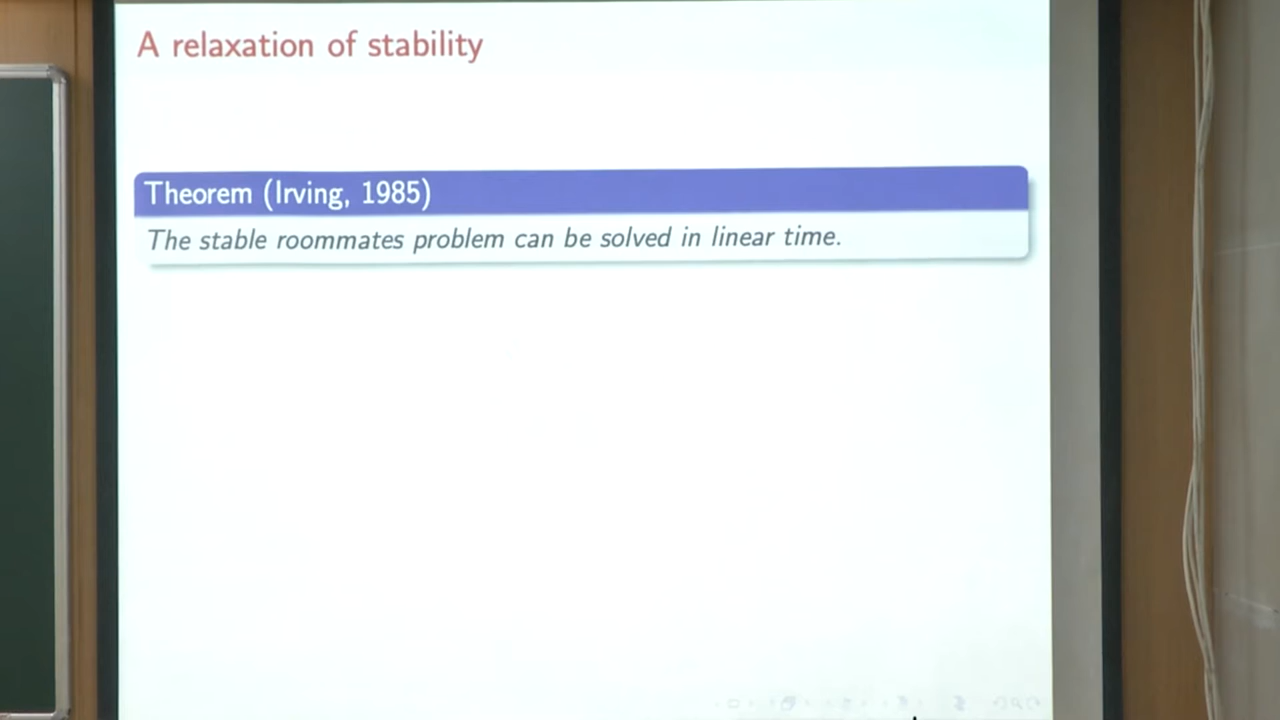 A relaxation of stability
Theorem (Irving, 1985)
The stable roommates problem can be solved in linear time.